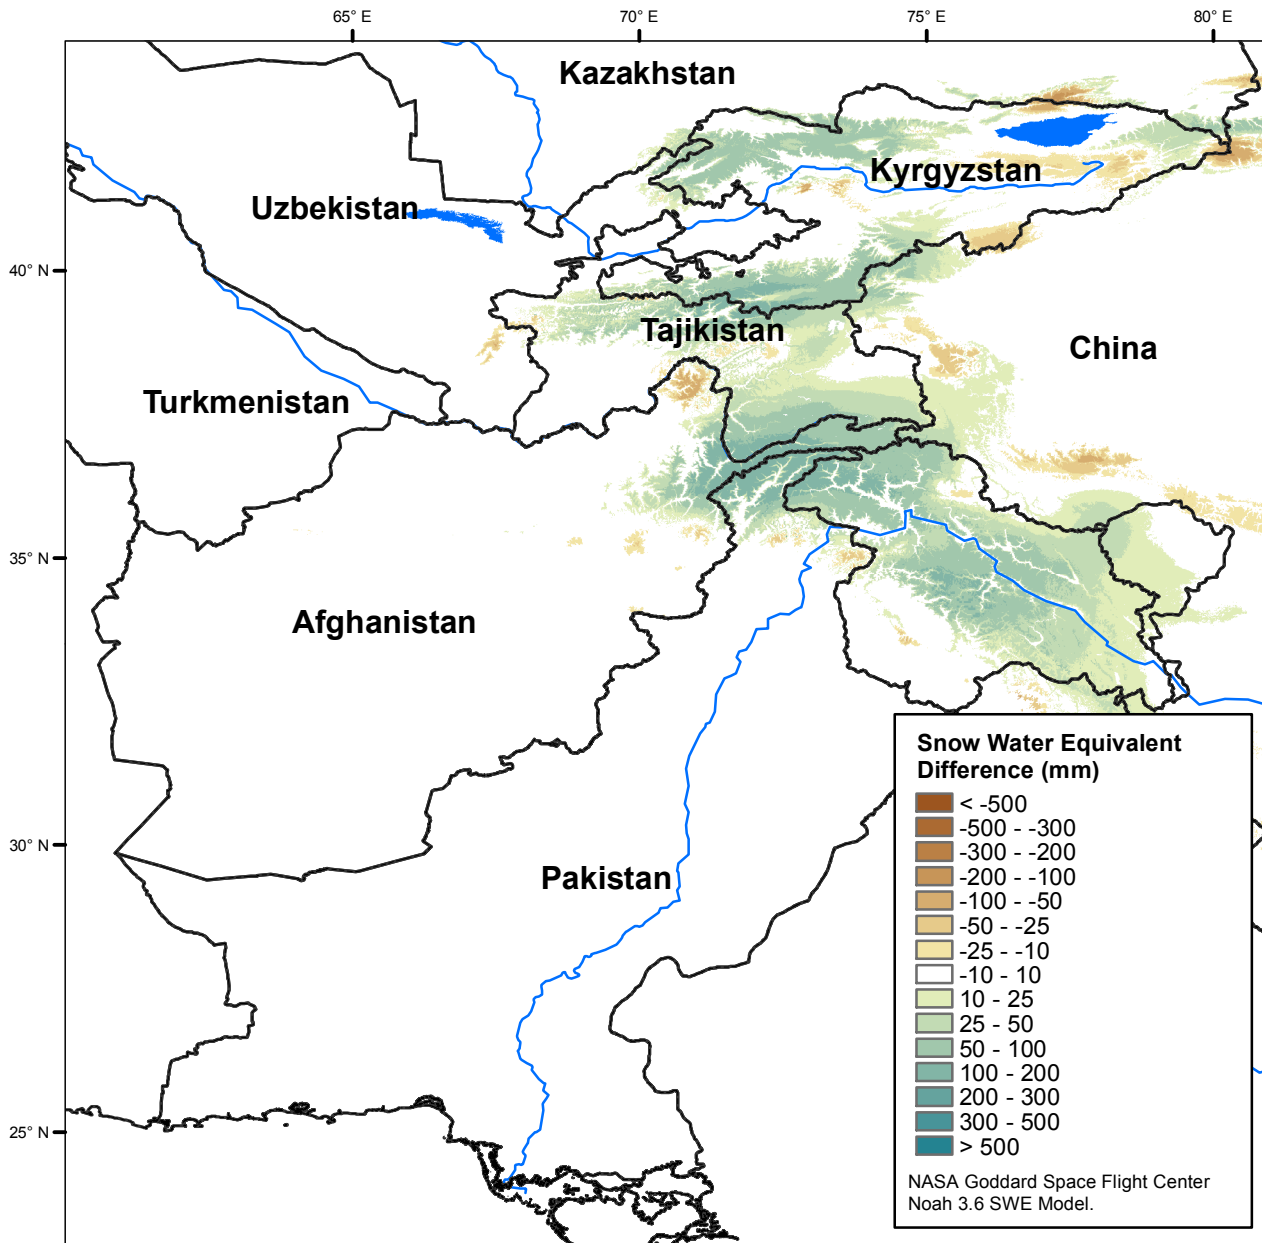 65° E
70° E
75° E
80° E
Kazakhstan
Kyrgyzstan
Uzbekistan
40° N
Tajikistan
China
Turkmenistan
35° N
Afghanistan
30° N
Pakistan
25° N
Snow Water Equivalent
Difference (mm)
< -500
-500 - -300
-300 - -200
-200 - -100
-100 - -50
-50 - -25
-25 - -10
-10 - 10
10 - 25
25 - 50
50 - 100
100 - 200
200 - 300
300 - 500
> 500
NASA Goddard Space Flight Center
Noah 3.6 SWE Model.